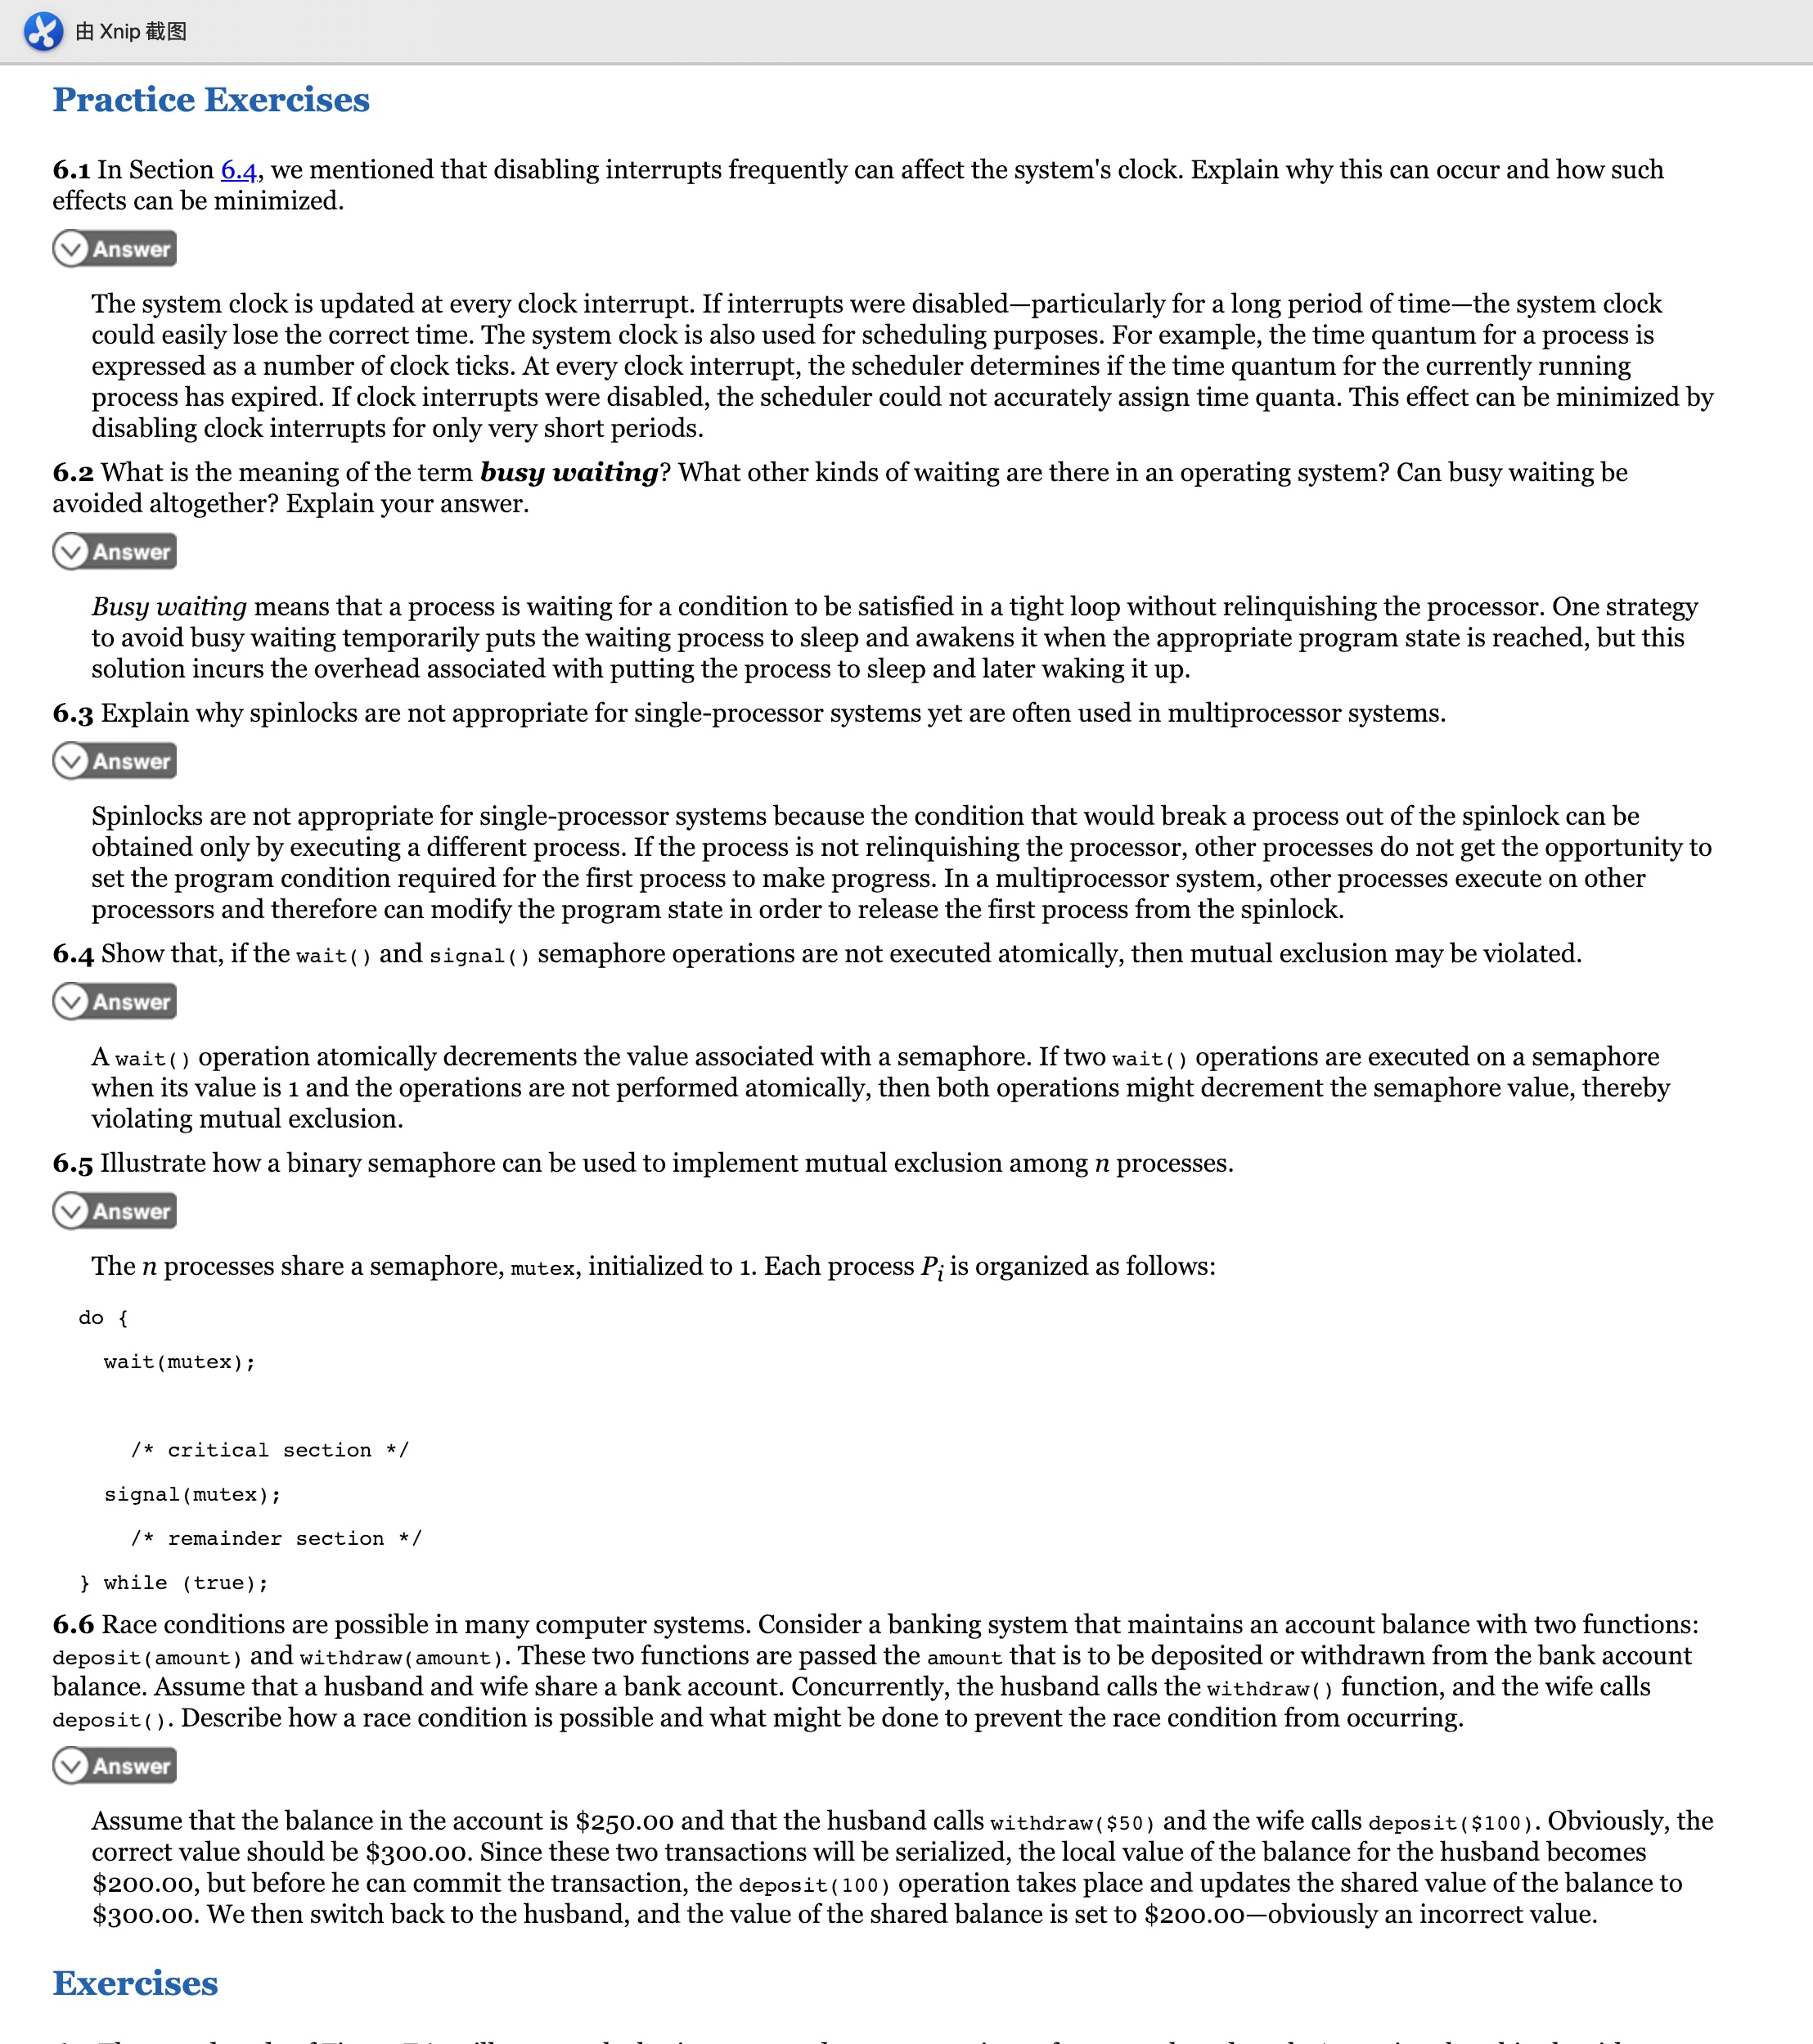 由 Xnip 截图
Practice Exercises
6.1 In Section 6.4, we mentioned that disabling interrupts frequently can affect the system's clock. Explain why this can occur and how such
effects can be minimized.
Answer
The system clock is updated at every clock interrupt. If interrupts were disabled—particularly for a long period of time—the system clock
could easily lose the correct time. The system clock is also used for scheduling purposes. For example, the time quantum for a process is
expressed as a number of clock ticks. At every clock interrupt, the scheduler determines if the time quantum for the currently running
process has expired. If clock interrupts were disabled, the scheduler could not accurately assign time quanta. This effect can be minimized by
disabling clock interrupts for only very short periods.
6.2 What is the meaning of the term busy waiting? What other kinds of waiting are there in an operating system? Can busy waiting be
avoided altogether? Explain your answer.
Answer
Busy waiting means that a process is waiting for a condition to be satisfied in a tight loop without relinquishing the processor. One strategy
to avoid busy waiting temporarily puts the waiting process to sleep and awakens it when the appropriate program state is reached, but this
solution incurs the overhead associated with putting the process to sleep and later waking it up.
6.3 Explain why spinlocks are not appropriate for single-processor systems yet are often used in multiprocessor systems.
Answer
Spinlocks are not appropriate for single-processor systems because the condition that would break a process out of the spinlock can be
obtained only by executing a different process. If the process is not relinquishing the processor, other processes do not get the opportunity to
set the program condition required for the first process to make progress. In a multiprocessor system, other processes execute on other
processors and therefore can modify the program state in order to release the first process from the spinlock.
6.4 Show that, if the wait() and signal() semaphore operations are not executed atomically, then mutual exclusion may be violated.
Answer
A wait() operation atomically decrements the value associated with a semaphore. If two wait() operations are executed on a semaphore
when its value is 1 and the operations are not performed atomically, then both operations might decrement the semaphore value, thereby
violating mutual exclusion.
6.5 Illustrate how a binary semaphore can be used to implement mutual exclusion among n processes.
Answer
The n processes share a semaphore, mutex, initialized to 1. Each process Pi is organized as follows:
do {
wait(mutex);
/* critical section */
signal(mutex);
/* remainder section */
} while (true);
6.6 Race conditions are possible in many computer systems. Consider a banking system that maintains an account balance with two functions:
deposit(amount) and withdraw(amount). These two functions are passed the amount that is to be deposited or withdrawn from the bank account
balance. Assume that a husband and wife share a bank account. Concurrently, the husband calls the withdraw() function, and the wife calls
deposit(). Describe how a race condition is possible and what might be done to prevent the race condition from occurring.
Answer
Assume that the balance in the account is $250.00 and that the husband calls withdraw($50) and the wife calls deposit($100). Obviously, the
correct value should be $300.00. Since these two transactions will be serialized, the local value of the balance for the husband becomes
$200.00, but before he can commit the transaction, the deposit(100) operation takes place and updates the shared value of the balance to
$300.00. We then switch back to the husband, and the value of the shared balance is set to $200.00—obviously an incorrect value.
Exercises